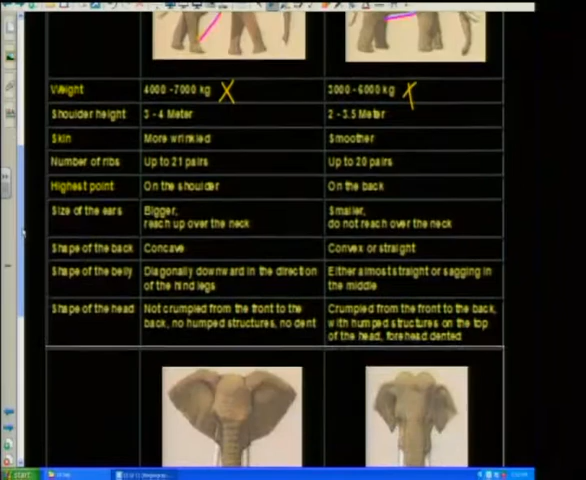 Weight 4000 -7000 kg X 3000 -6000 kg X
Shoulder height 3 - 4 Meter 2 - 3.5 Meter
Skin More wrinkled Smoother
Number of ribs Up to 21 pairs Up to 20 pairs
Highest point On the shoulder On the back
Size of the ears Bigger, Smaller,
reach up over the neck do not reach over the neck
Shape of the back Concave Convex or straight
Shape of the belly Diagonally downward in the direction Either almost straight or sagging in
of the hind legs the middle
Shape of the head Not crumpled from the front to the Crumpled from the front to the back,
back, no humped structures, no dent with humped structures on the top
of the head, forehead dented
start